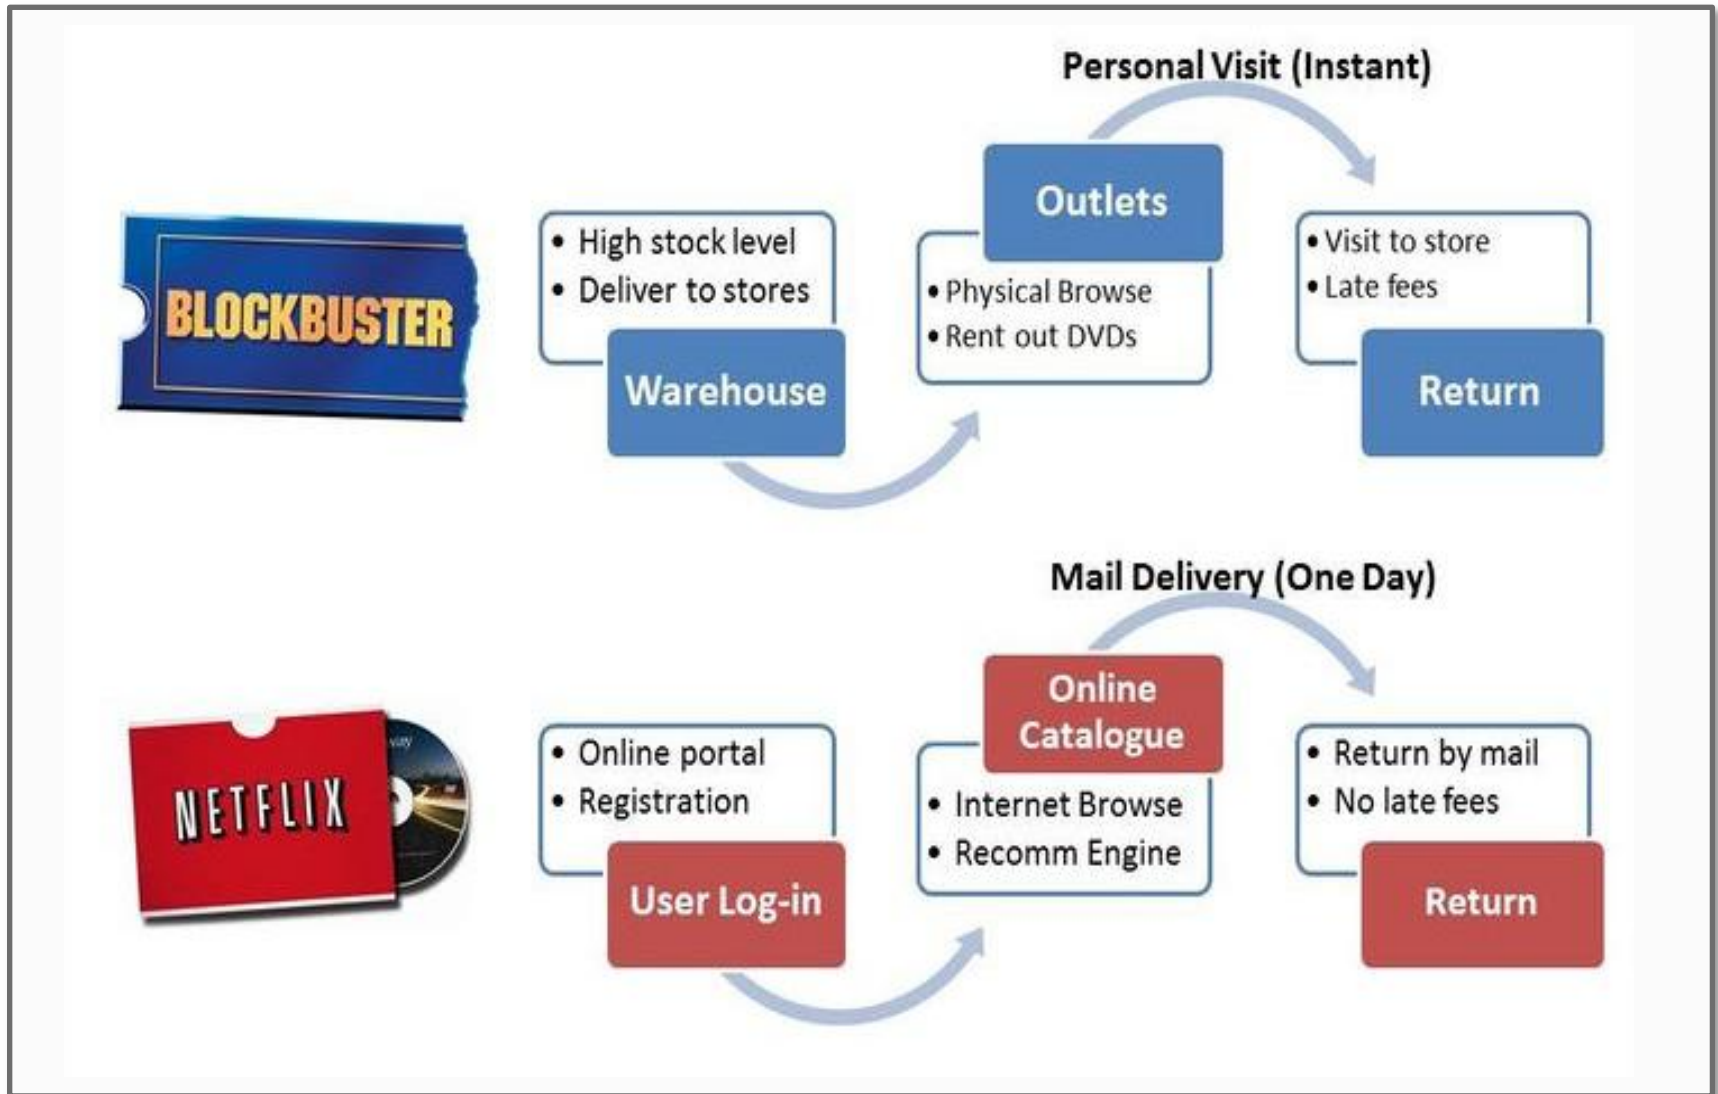 Personal Visit (Instant)
BLOCKBUSTER
• High stock level
• Deliver to stores
Warehouse
Outlets
• Physical Browse
• Rent out DVDs
• Visit to store
• Late fees
Return
Mail Delivery (One Day)
NETFLIX
• Online portal
• Registration
User Log-in
Online
Catalogue
• Internet Browse
• Recomm Engine
• Return by mail
• No late fees
Return